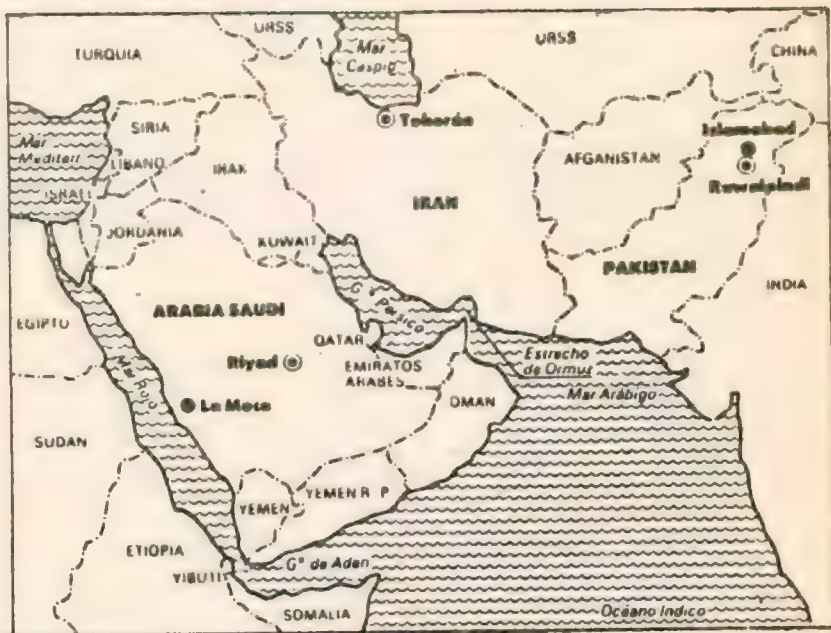 URSS
URSS
Mar
Caspio
CHINA
TURQUIA
Teherán
Islamabad
SIRIA
Mar
Mediterr
LIBANO
AFGANISTAN
Rawalpindi
IRAK
ISRAEL
IRAN
JORDANIA
KUWAIT
PAKISTAN
INDIA
EGIPTO
ARABIA SAUDI
Gº Pérsico
QATAR
Estrecho
de Ormuz
Riyad
EMIRATOS
ARABES
Mar Rojo
Mar Arábigo
La Meca
OMAN
SUDAN
YEMEN
YEMEN R P
ETIOPIA
Gº de Aden
YIBUTI
SOMALIA
Océano Indico